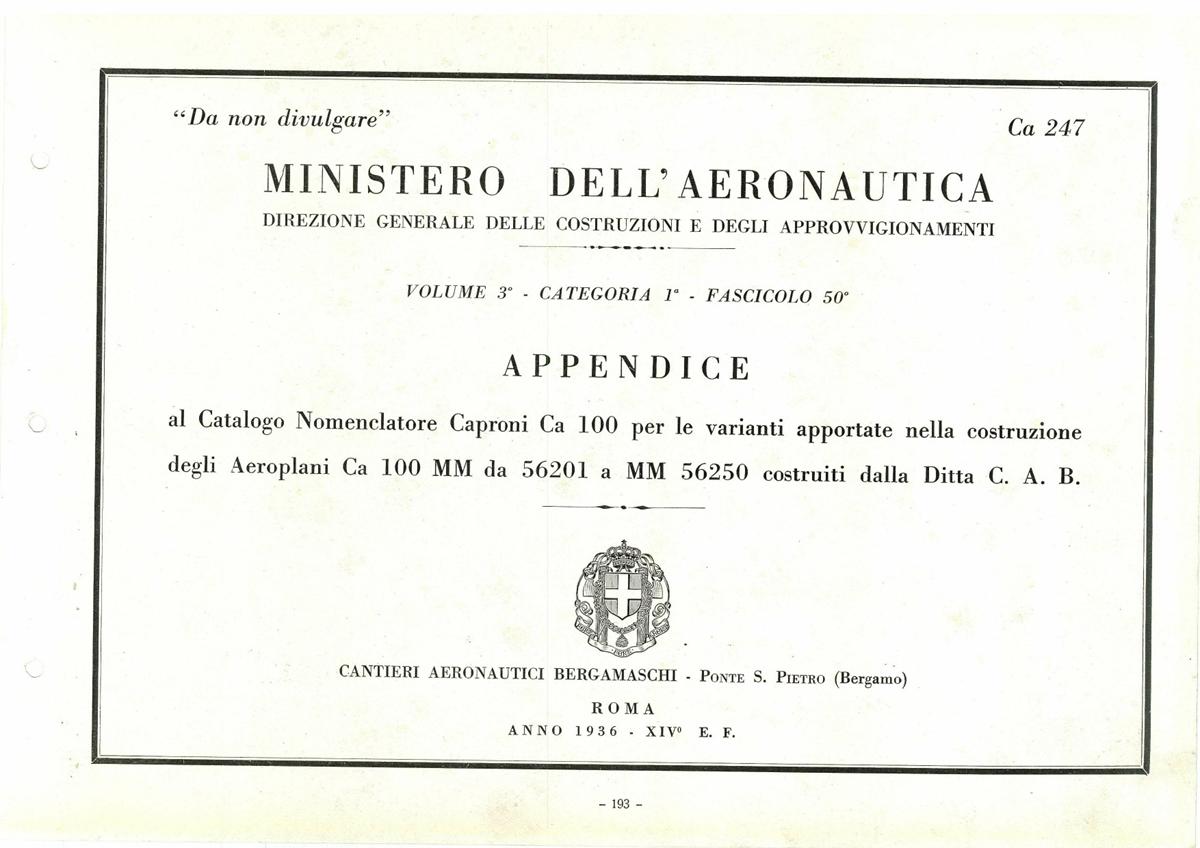 “Da non divulgare”
Ca 247
MINISTERO DELL’AERONAUTICA
DIREZIONE GENERALE DELLE COSTRUZIONI E DEGLI APPROVVIGIONAMENTI
VOLUME 3° - CATEGORIA 1ª - FASCICOLO 50°
APPENDICE
al Catalogo Nomenclatore Caproni Ca 100 per le varianti apportate nella costruzione
degli Aeroplani Ca 100 MM da 56201 a MM 56250 costruiti dalla Ditta C. A. B.
CANTIERI AERONAUTICI BERGAMASCHI - PONTE S. PIETRO (Bergamo)
ROMA
ANNO 1936 - XIV° E. F.
- 193 -